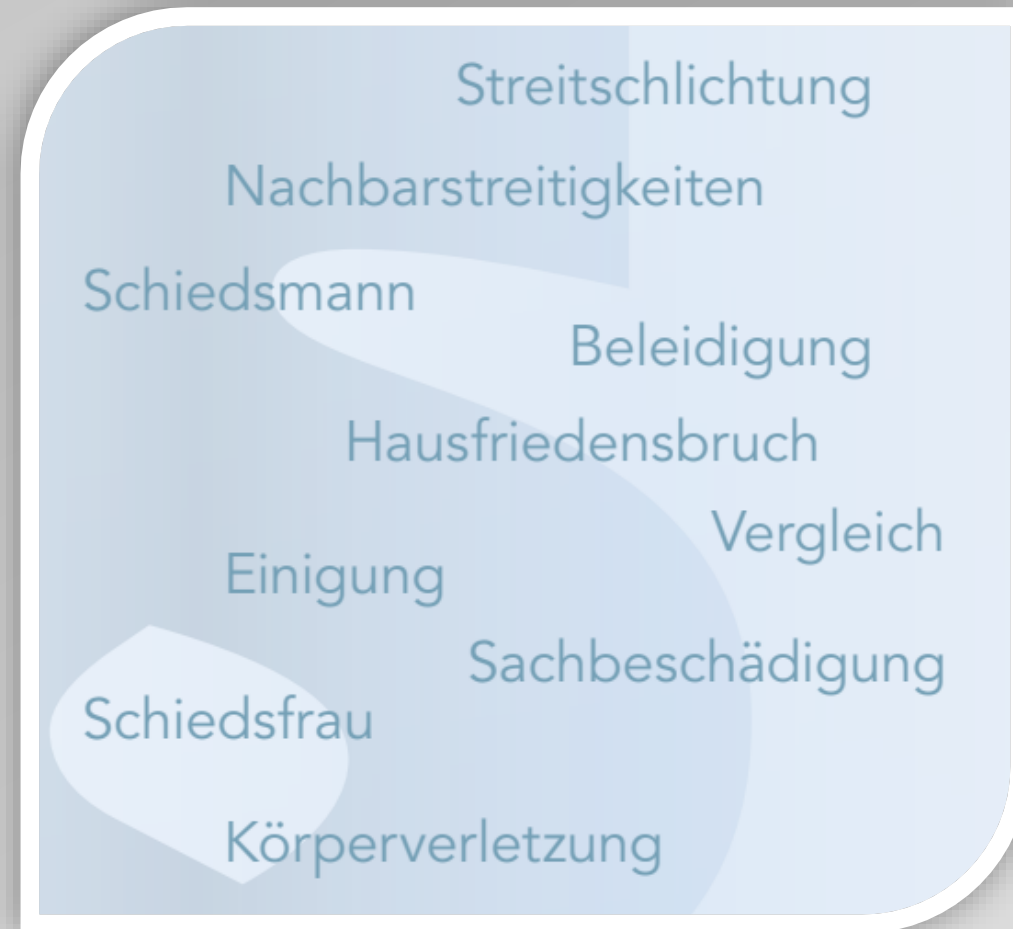 Streitschlichtung
Nachbarstreitigkeiten
Schiedsmann
Beleidigung
Hausfriedensbruch
Vergleich
Einigung
Sachbeschädigung
Schiedsfrau
Körperverletzung